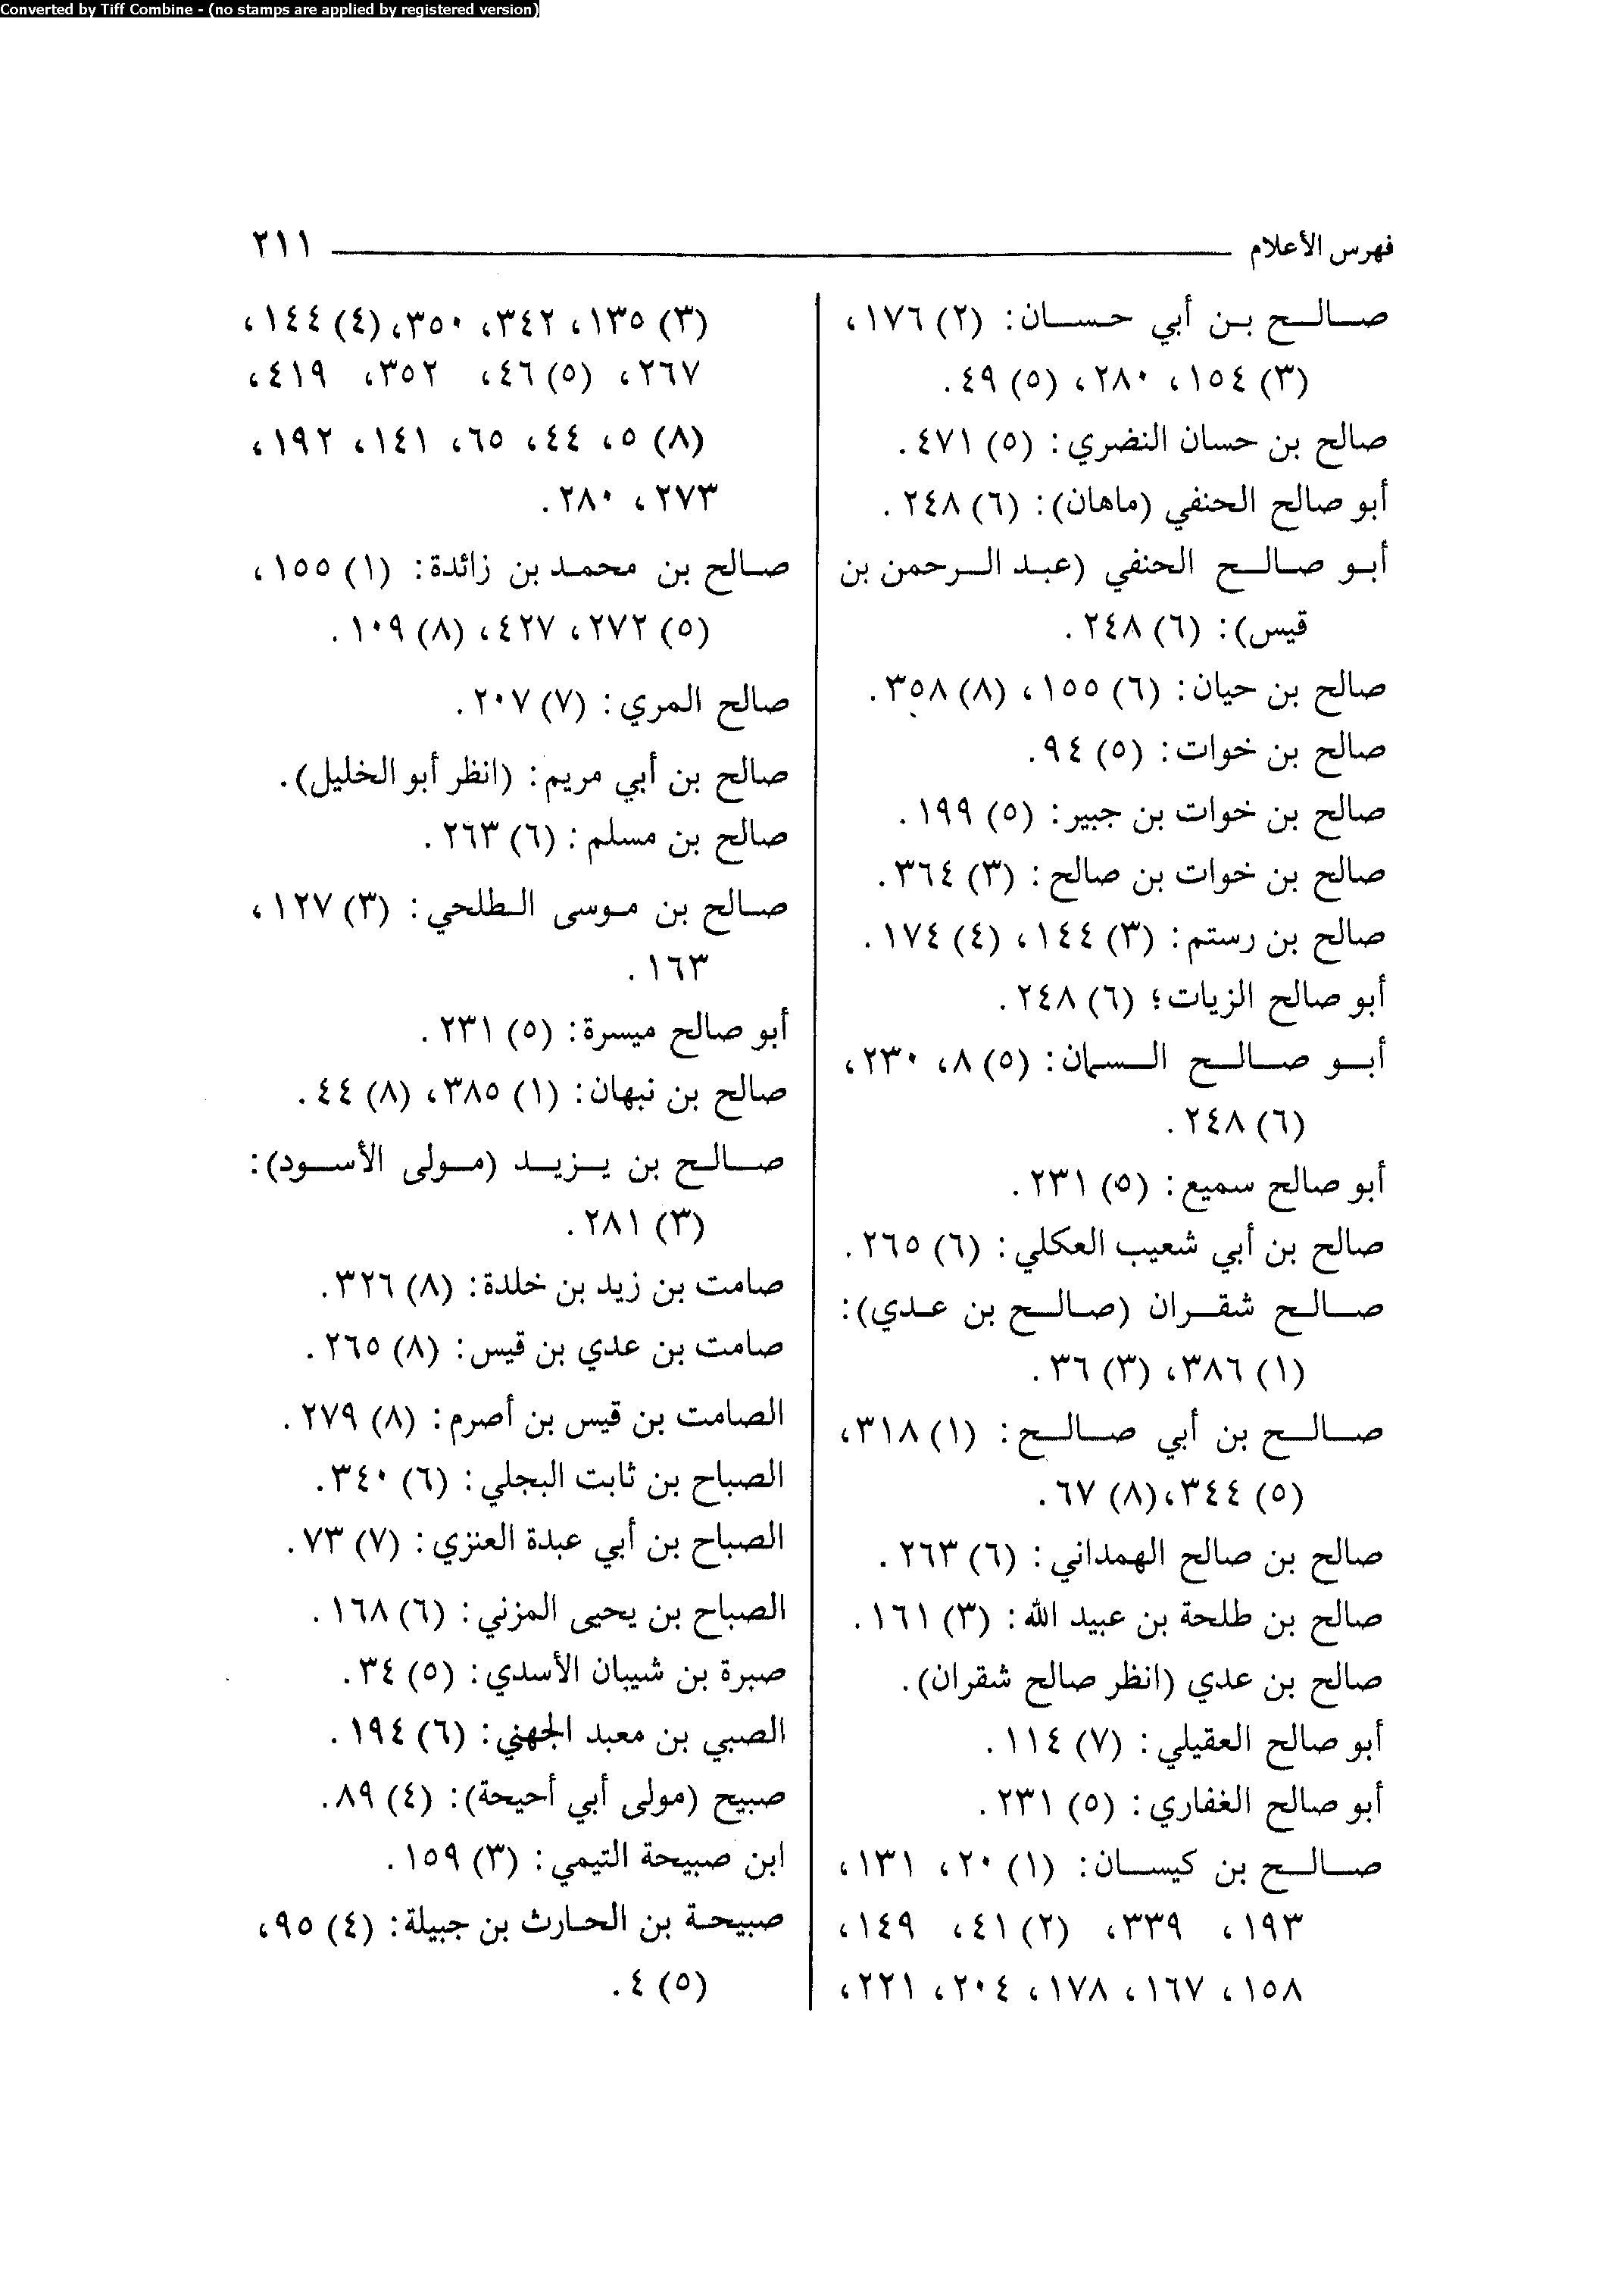 Converted by Tiff Combine - (no stamps are applied by registered version)
فهرس الأعلام ٢١١
صالح بن أبي حسان: (٢) ١٧٦،
(٣) ١٥٤، ٢٨٠، (٥) ٤٩.
صالح بن حسان النضري: (٥) ٤٧١.
أبو صالح الحنفي (ماهان): (٦) ٢٤٨.
أبو صالح الحنفي (عبد الرحمن بن
قيس): (٦) ٢٤٨.
صالح بن حيان: (٦) ١٥٥، (٨) ٣٥٨.
صالح بن خوات: (٥) ٩٤.
صالح بن خوات بن جبير: (٥) ١٩٩.
صالح بن خوات بن صالح: (٣) ٣٦٤.
صالح بن رستم: (٣) ١٤٤، (٤) ١٧٤.
أبو صالح الزيات؛ (٦) ٢٤٨.
أبو صالح السمان: (٥) ٨، ٢٣٠،
(٦) ٢٤٨.
أبو صالح سميع: (٥) ٢٣١.
صالح بن أبي شعيب العكلي: (٦) ٢٦٥.
صالح شقران (صالح بن عدي):
(١) ٣٨٦، (٣) ٣٦.
صالح بن أبي صالح: (١) ٣١٨،
(٥) ٣٤٤، (٨) ٦٧.
صالح بن صالح الهمداني: (٦) ٢٦٣.
صالح بن طلحة بن عبيد الله: (٣) ١٦١.
صالح بن عدي (انظر صالح شقران).
أبو صالح العقيلي: (٧) ١١٤.
أبو صالح الغفاري: (٥) ٢٣١.
صالح بن كيسان: (١) ٢٠، ١٣١،
١٩٣، ٣٣٩، (٢) ٤١، ١٤٩،
١٥٨، ١٦٧، ١٧٨، ٢٠٤، ٢٢١،
(٣) ١٣٥، ٣٤٢، ٣٥٠، (٤) ١٤٤،
٢٦٧، (٥) ٤٦، ٣٥٢، ٤١٩،
(٨) ٥، ٤٤، ٦٥، ١٤١، ١٩٢،
٢٧٣، ٢٨٠.
صالح بن محمد بن زائدة: (١) ١٥٥،
(٥) ٢٧٢، ٤٢٧، (٨) ١٠٩.
صالح المري: (٧) ٢٠٧.
صالح بن أبي مريم: (انظر أبو الخليل).
صالح بن مسلم: (٦) ٢٦٣.
صالح بن موسى الطلحي: (٣) ١٢٧،
١٦٣.
أبو صالح ميسرة: (٥) ٢٣١.
صالح بن نبهان: (١) ٣٨٥، (٨) ٤٤.
صالح بن يزيد (مولى الأسود):
(٣) ٢٨١.
صامت بن زيد بن خلدة: (٨) ٣٢٦.
صامت بن عدي بن قيس: (٨) ٢٦٥.
الصامت بن قيس بن أصرم: (٨) ٢٧٩.
الصباح بن ثابت البجلي: (٦) ٣٤٠.
الصباح بن أبي عبدة العنزي: (٧) ٧٣.
الصباح بن يحيى المزني: (٦) ١٦٨.
صبرة بن شيبان الأسدي: (٥) ٣٤.
الصبي بن معبد الجهني: (٦) ١٩٤.
صبيح (مولى أبي أحيحة): (٤) ٨٩.
ابن صبيحة التيمي: (٣) ١٥٩.
صبيحة بن الحارث بن جبيلة: (٤) ٩٥،
(٥) ٤.